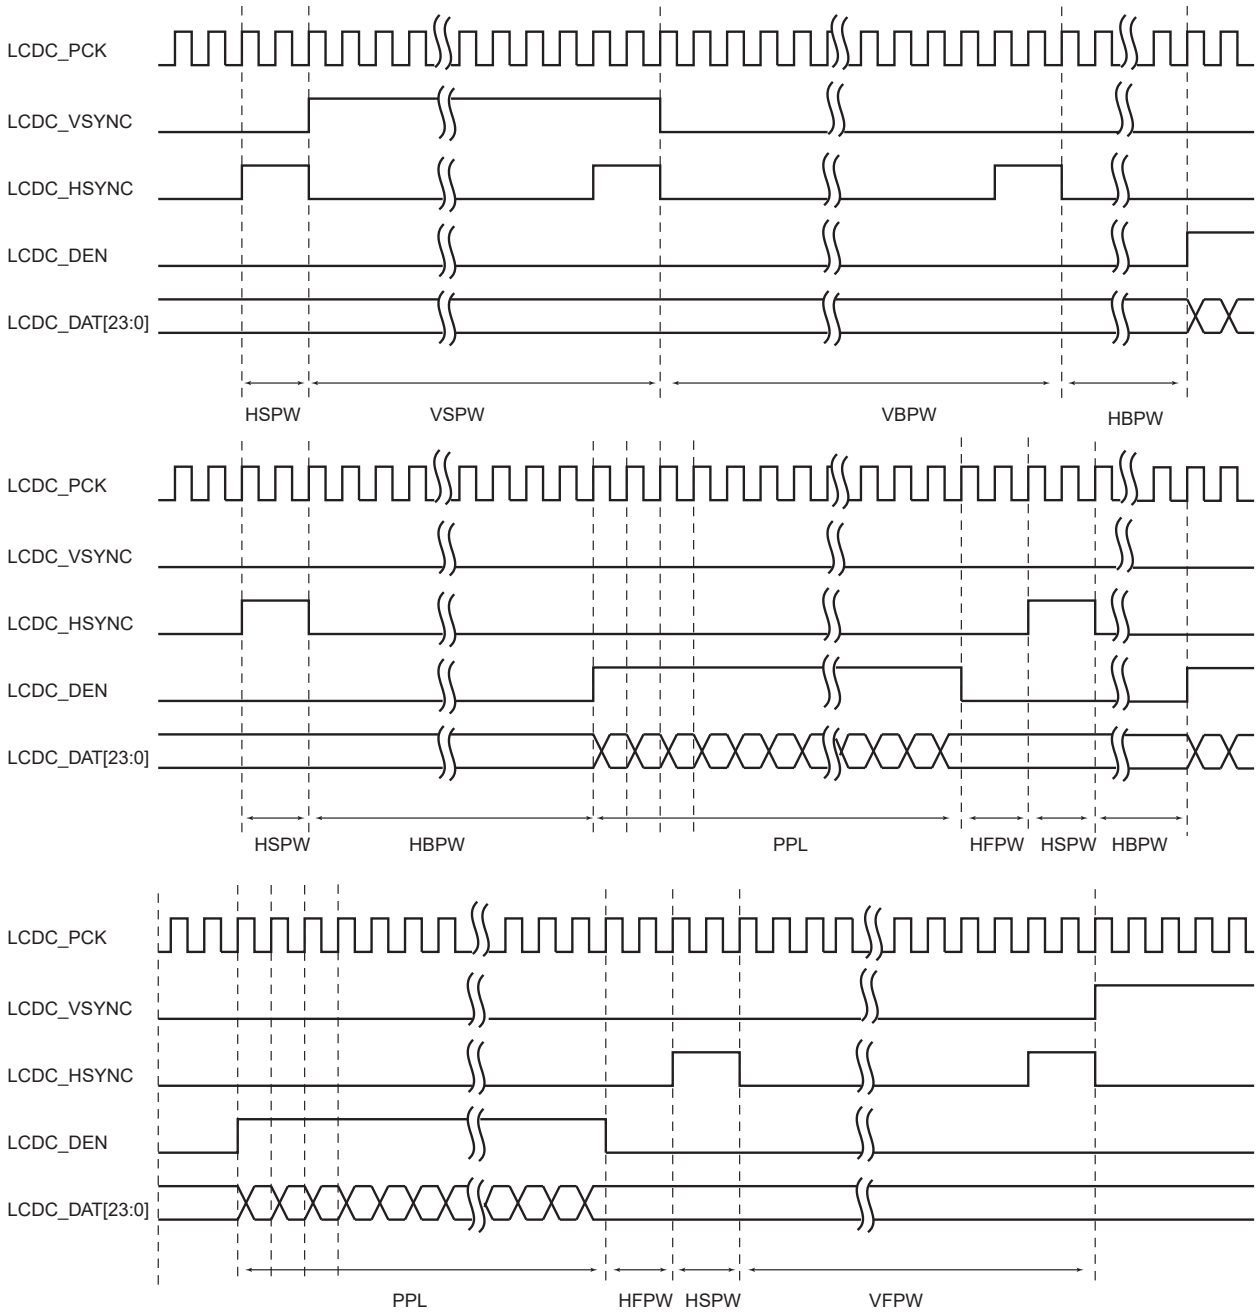 LCDC_PCK
LCDC_VSYNC
LCDC_HSYNC
LCDC_DEN
LCDC_DAT[23:0]
HSPW VSPW VBPW HBPW
LCDC_PCK
LCDC_VSYNC
LCDC_HSYNC
LCDC_DEN
LCDC_DAT[23:0]
HSPW HBPW PPL HFPW HSPW HBPW
LCDC_PCK
LCDC_VSYNC
LCDC_HSYNC
LCDC_DEN
LCDC_DAT[23:0]
PPL HFPW HSPW VFPW